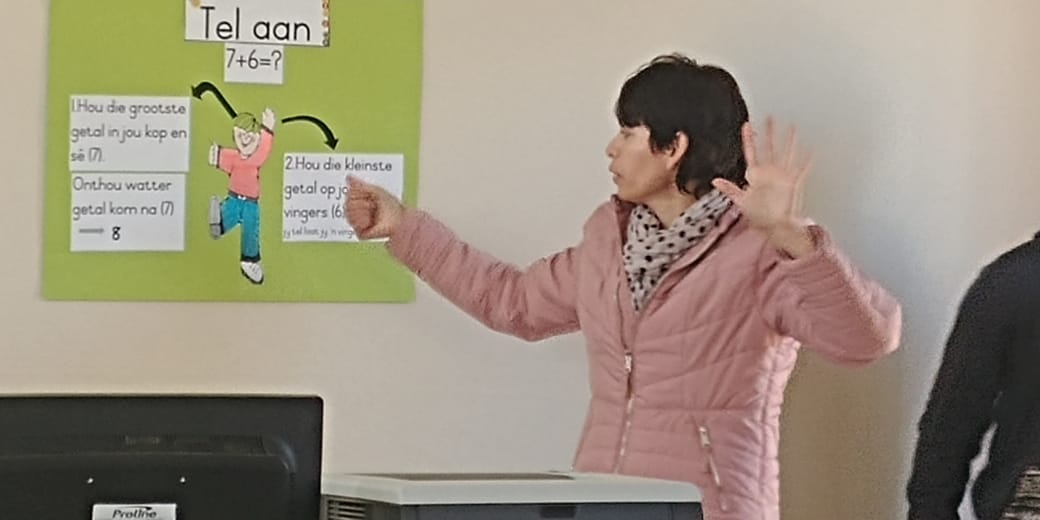 Tel aan
7+6=?
1.Hou die grootste
getal in jou kop en
sê (7).
Onthou watter
getal kom na (7)
8
2.Hou die kleinste
getal op
vingers (6)
Proline